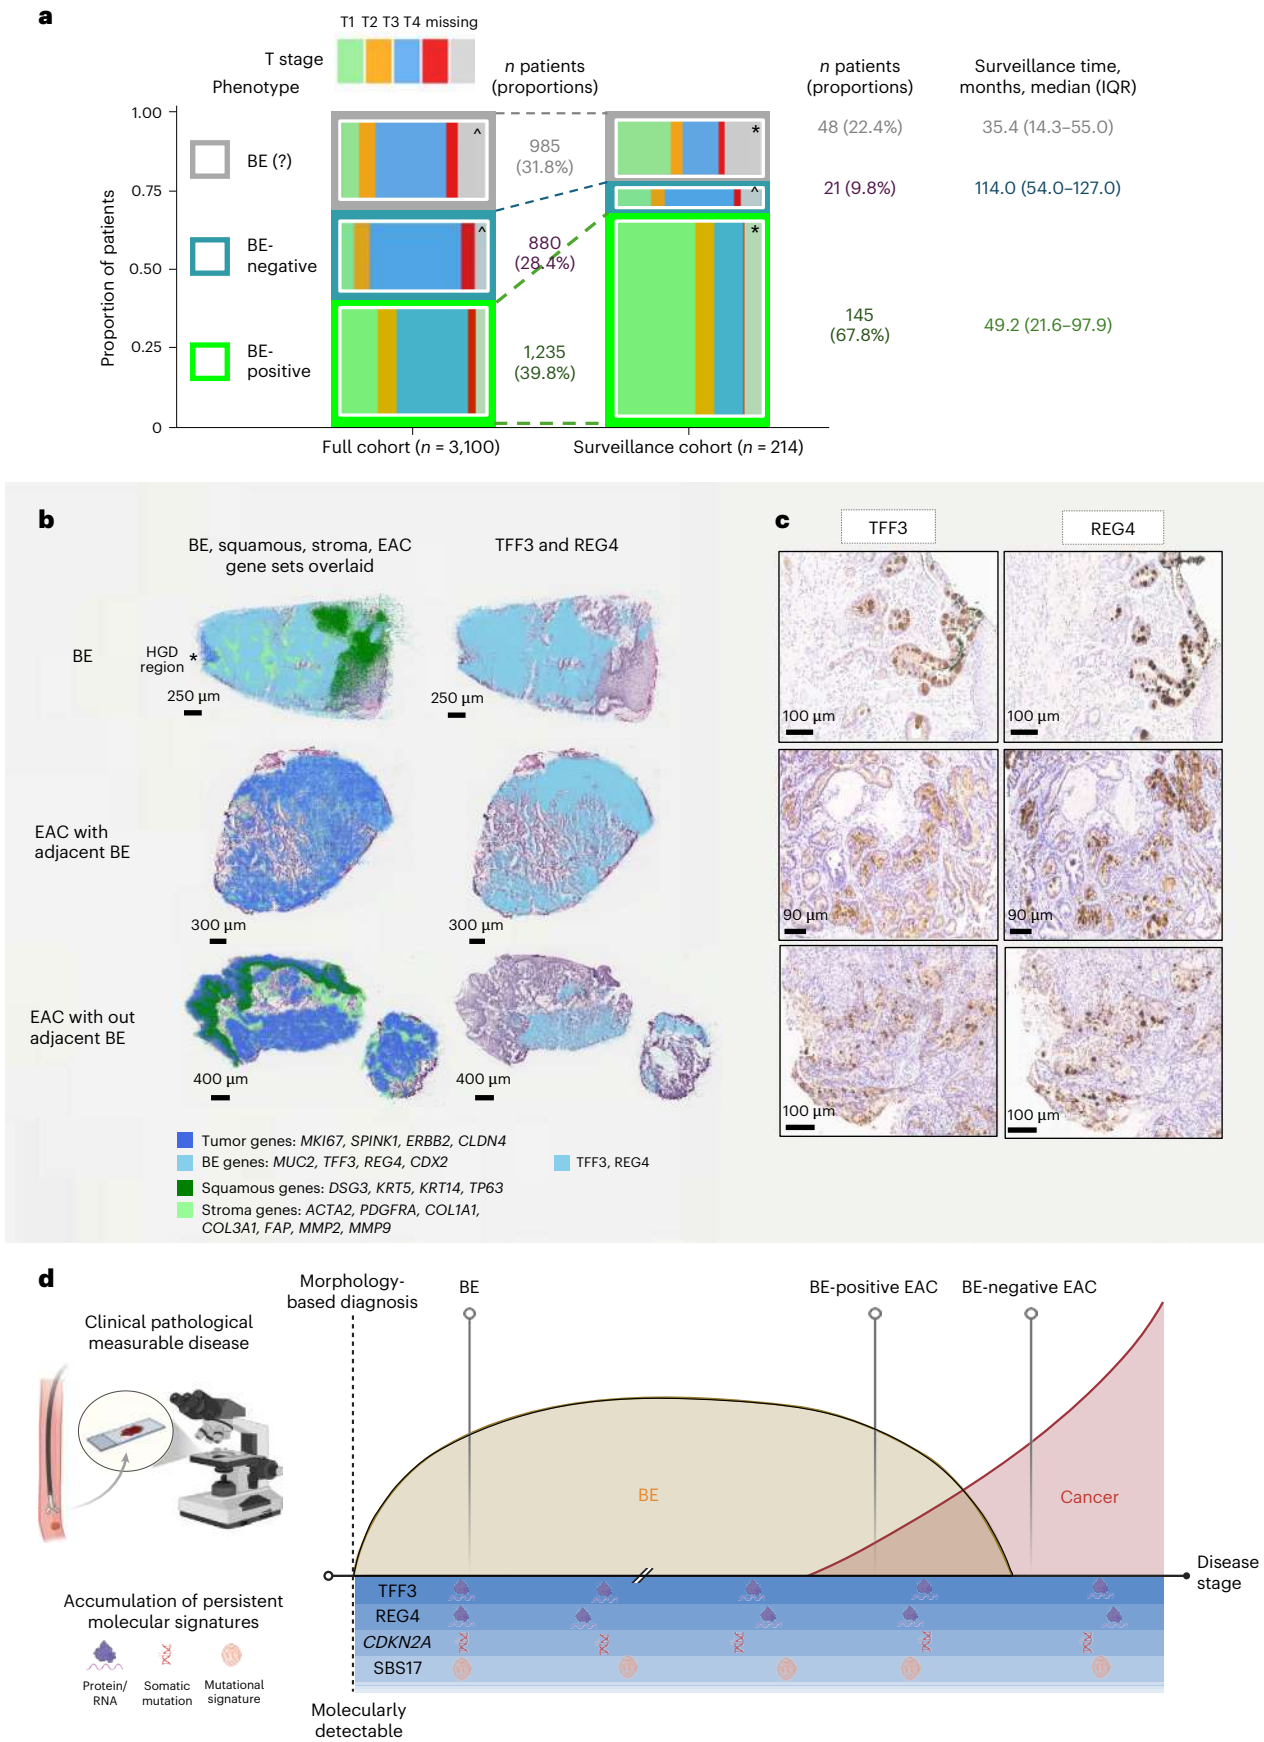 a
T1 T2 T3 T4 missing
T stage
Phenotype
n patients
(proportions)
n patients
(proportions)
Surveillance time,
months, median (IQR)
Proportion of patients
1.00
0.75
0.50
0.25
0
BE (?)
BE-
negative
BE-
positive
^
^
985
(31.8%)
880
(28.4%)
1,235
(39.8%)
*
^
*
48 (22.4%)
35.4 (14.3–55.0)
21 (9.8%)
114.0 (54.0–127.0)
145
(67.8%)
49.2 (21.6–97.9)
Full cohort (n = 3,100)
Surveillance cohort (n = 214)
b
BE, squamous, stroma, EAC
gene sets overlaid
TFF3 and REG4
BE
HGD
region
*
250 µm
250 µm
EAC with
adjacent BE
300 µm
300 µm
EAC with out
adjacent BE
400 µm
400 µm
Tumor genes: MKI67, SPINK1, ERBB2, CLDN4
BE genes: MUC2, TFF3, REG4, CDX2
Squamous genes: DSG3, KRT5, KRT14, TP63
Stroma genes: ACTA2, PDGFRA, COL1A1,
COL3A1, FAP, MMP2, MMP9
TFF3, REG4
c
TFF3
REG4
100 µm
100 µm
90 µm
90 µm
100 µm
100 µm
d
Clinical pathological
measurable disease
Morphology-
based diagnosis
BE
BE-positive EAC
BE-negative EAC
BE
Cancer
Disease
stage
Accumulation of persistent
molecular signatures
Protein/
RNA
Somatic
mutation
Mutational
signature
TFF3
REG4
CDKN2A
SBS17
Molecularly
detectable